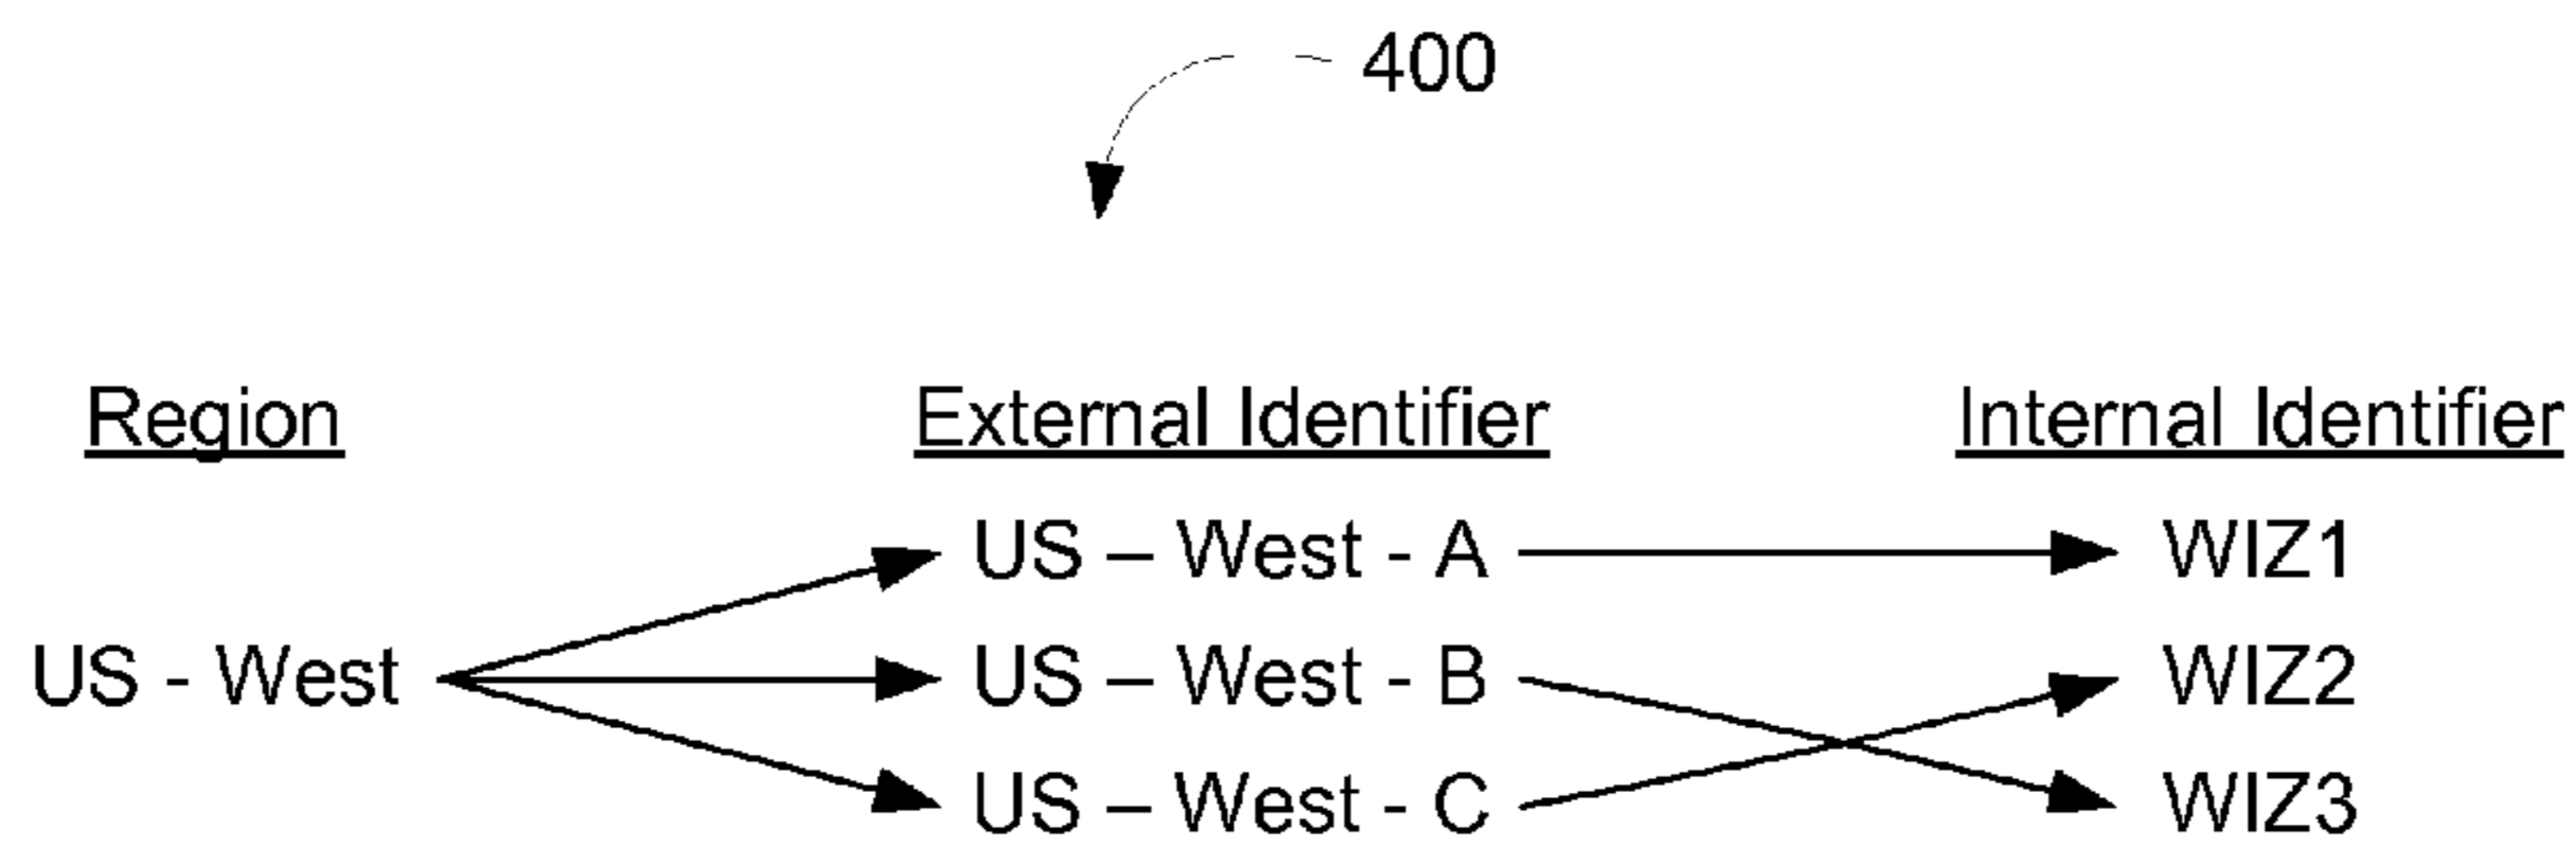 400
Region External Identifier Internal Identifier
US – West - A WIZ1
US - West US – West - B WIZ2
US – West - C WIZ3